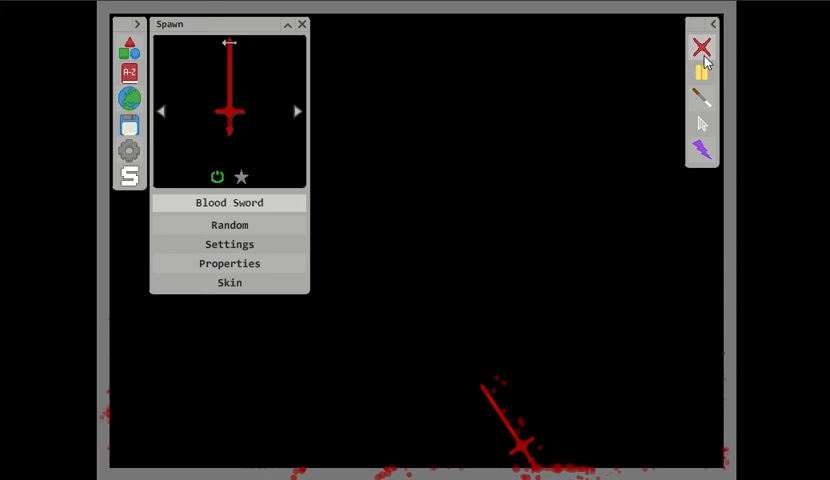 Spawn
A-Z
S
Blood Sword
Random
Settings
Properties
Skin